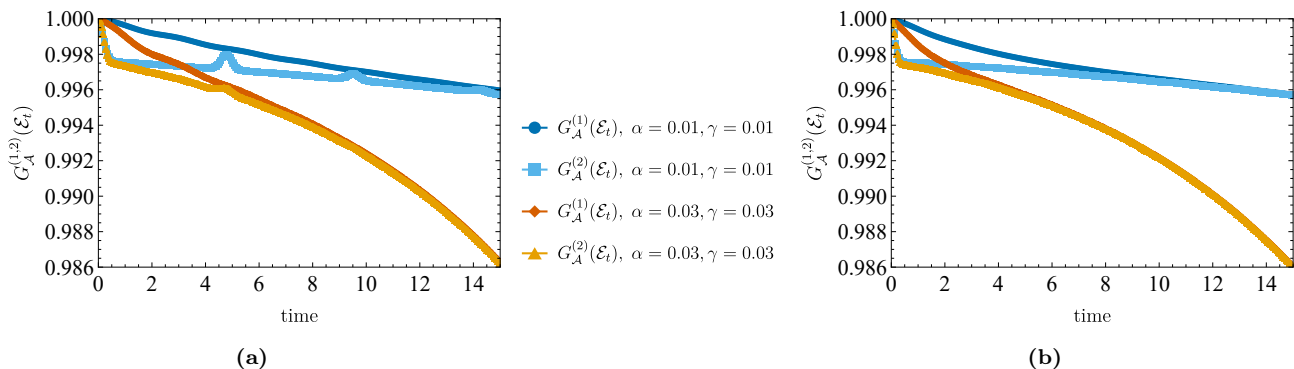 1.000
0.998
0.996
0.994
0.992
0.990
0.988
0.986
G_𝒜^(1,2)(ℰ_t)
0 2 4 6 8 10 12 14
time
(a)
G_𝒜^(1)(ℰ_t), α = 0.01, γ = 0.01
G_𝒜^(2)(ℰ_t), α = 0.01, γ = 0.01
G_𝒜^(1)(ℰ_t), α = 0.03, γ = 0.03
G_𝒜^(2)(ℰ_t), α = 0.03, γ = 0.03
1.000
0.998
0.996
0.994
0.992
0.990
0.988
0.986
G_𝒜^(1,2)(ℰ_t)
0 2 4 6 8 10 12 14
time
(b)